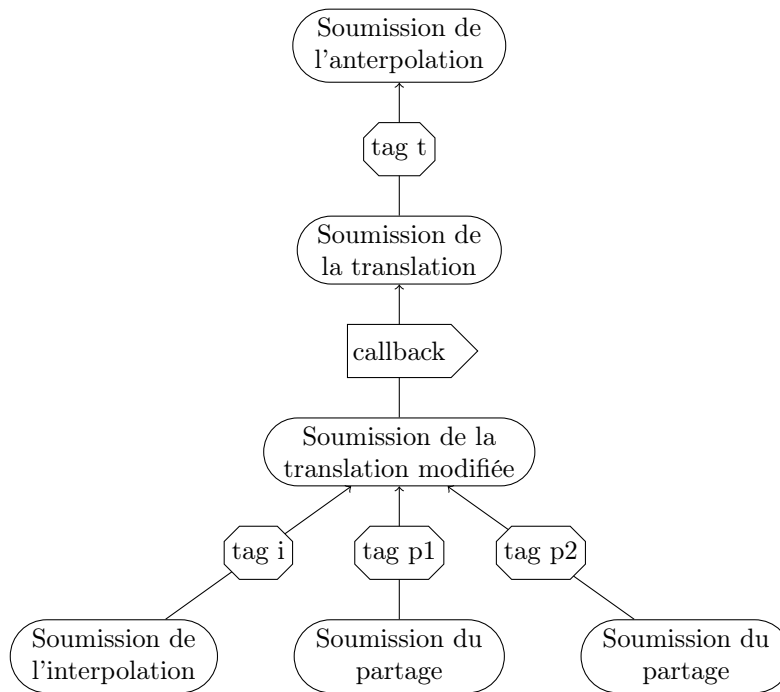 Soumission de
l'anterpolation
tag t
Soumission de
la translation
callback
Soumission de la
translation modifiée
tag i
tag p1
tag p2
Soumission de
l'interpolation
Soumission du
partage
Soumission du
partage